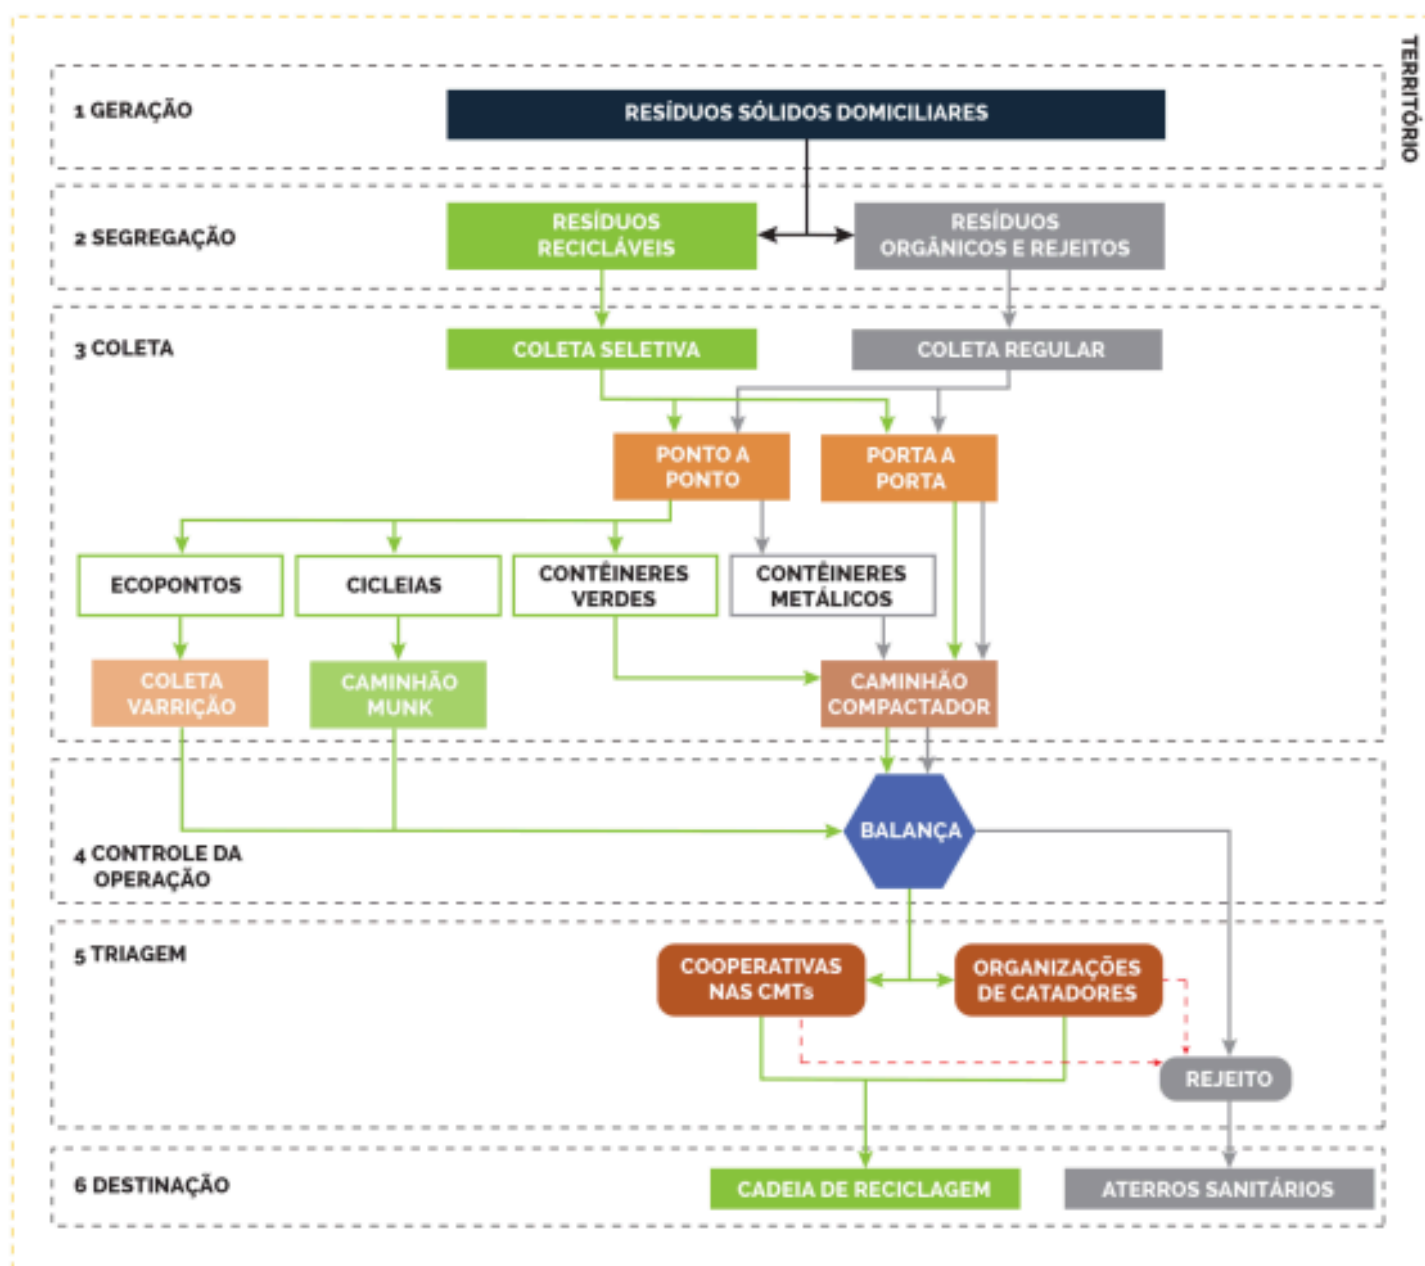 TERRITÓRIO
1 GERAÇÃO
RESÍDUOS SÓLIDOS DOMICILIARES
2 SEGREGAÇÃO
RESÍDUOS
RECICLÁVEIS
RESÍDUOS
ORGÂNICOS E REJEITOS
3 COLETA
COLETA SELETIVA
COLETA REGULAR
PONTO A
PONTO
PORTA A
PORTA
ECOPONTOS
CICLEIAS
CONTÊINERES
VERDES
CONTÊINERES
METÁLICOS
COLETA
VARRIÇÃO
CAMINHÃO
MUNK
CAMINHÃO
COMPACTADOR
4 CONTROLE DA
OPERAÇÃO
BALANÇA
5 TRIAGEM
COOPERATIVAS
NAS CMTs
ORGANIZAÇÕES
DE CATADORES
REJEITO
6 DESTINAÇÃO
CADEIA DE RECICLAGEM
ATERROS SANITÁRIOS